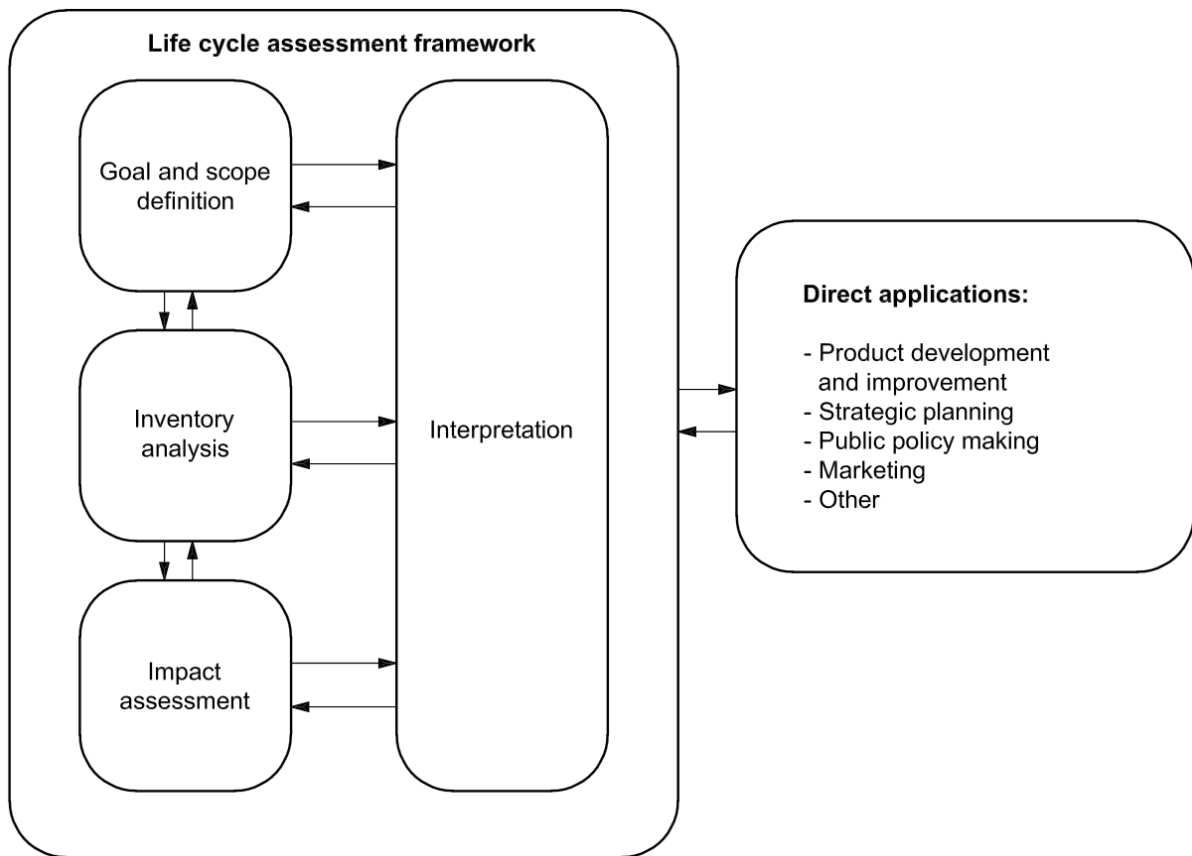 Life cycle assessment framework
Goal and scope
definition
Inventory
analysis
Impact
assessment
Interpretation
Direct applications:
- Product development
and improvement
- Strategic planning
- Public policy making
- Marketing
- Other